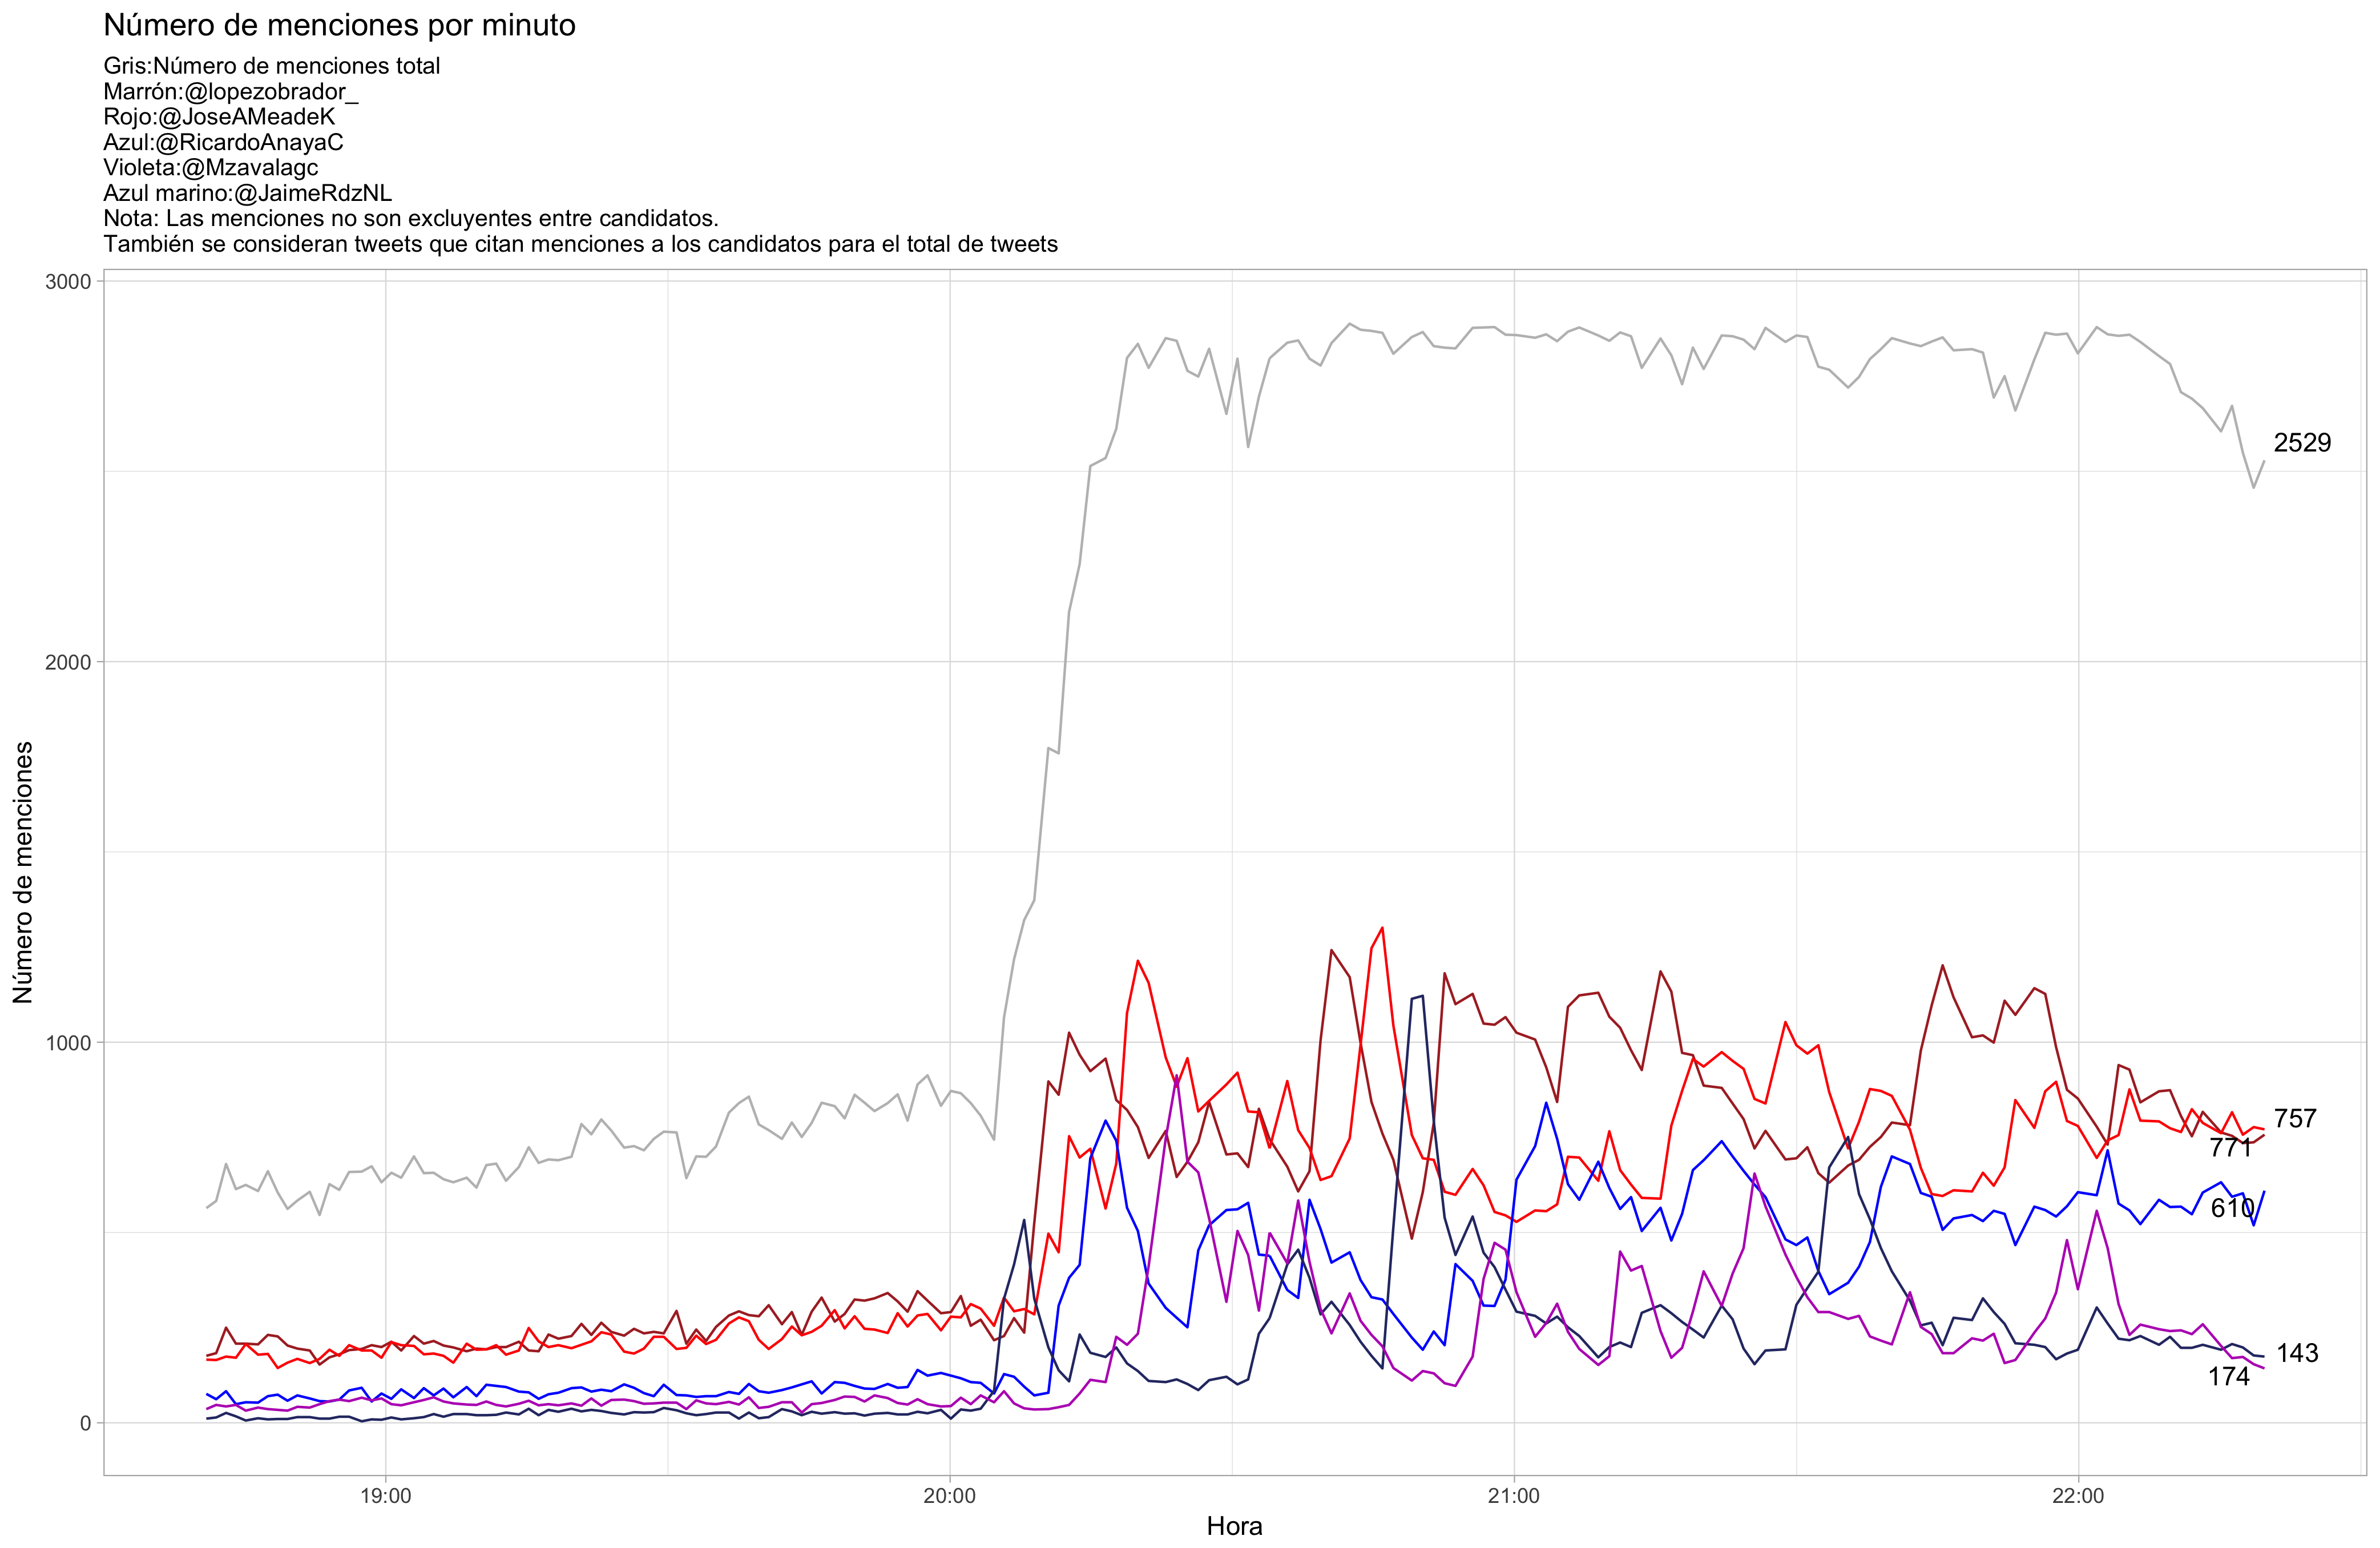 Número de menciones por minuto
Gris:Número de menciones total
Marrón:@lopezobrador_
Rojo:@JoseAMeadeK
Azul:@RicardoAnayaC
Violeta:@Mzavalagc
Azul marino:@JaimeRdzNL
Nota: Las menciones no son excluyentes entre candidatos.
También se consideran tweets que citan menciones a los candidatos para el total de tweets
3000
2000
1000
0
Número de menciones
2529
757
771
610
143
174
19:00
20:00
21:00
22:00
Hora